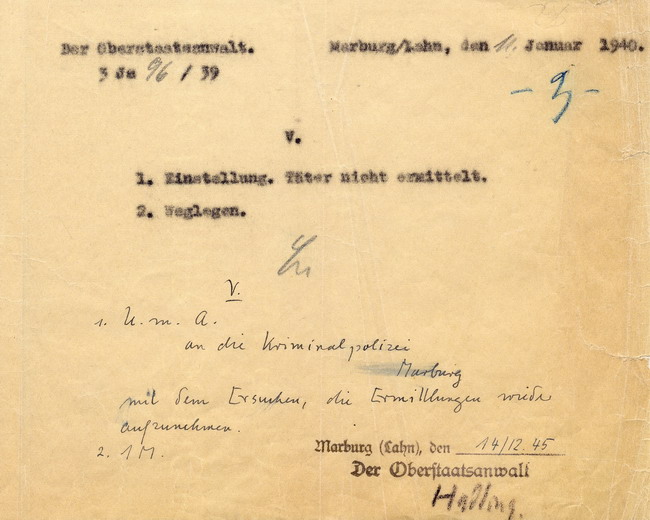 Der Oberstaatsanwalt. Marburg/Lahn, den 11. Januar 1940.
3 Js 96 / 39
V.
1. Einstellung. Täter nicht ermittelt.
2. Weglegen.
V.
1. U. m. A.
an die Kriminalpolizei
Marburg
mit dem Ersuchen, die Ermittlungen wieder
aufzunehmen.
2. 1 M.
Marburg (Lahn), den 14/12. 45
Der Oberstaatsanwalt